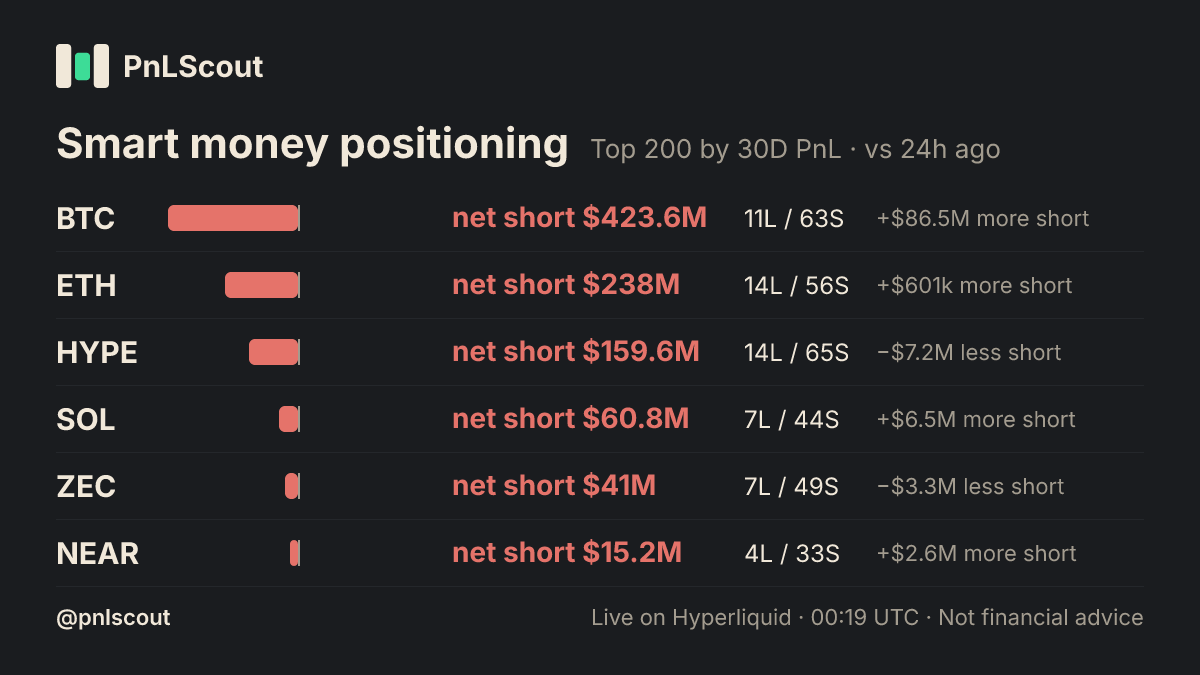 PnLScout
Smart money positioning Top 200 by 30D PnL · vs 24h ago
BTC net short $423.6M 11L / 63S +$86.5M more short
ETH net short $238M 14L / 56S +$601k more short
HYPE net short $159.6M 14L / 65S −$7.2M less short
SOL net short $60.8M 7L / 44S +$6.5M more short
ZEC net short $41M 7L / 49S −$3.3M less short
NEAR net short $15.2M 4L / 33S +$2.6M more short
@pnlscout Live on Hyperliquid · 00:19 UTC · Not financial advice